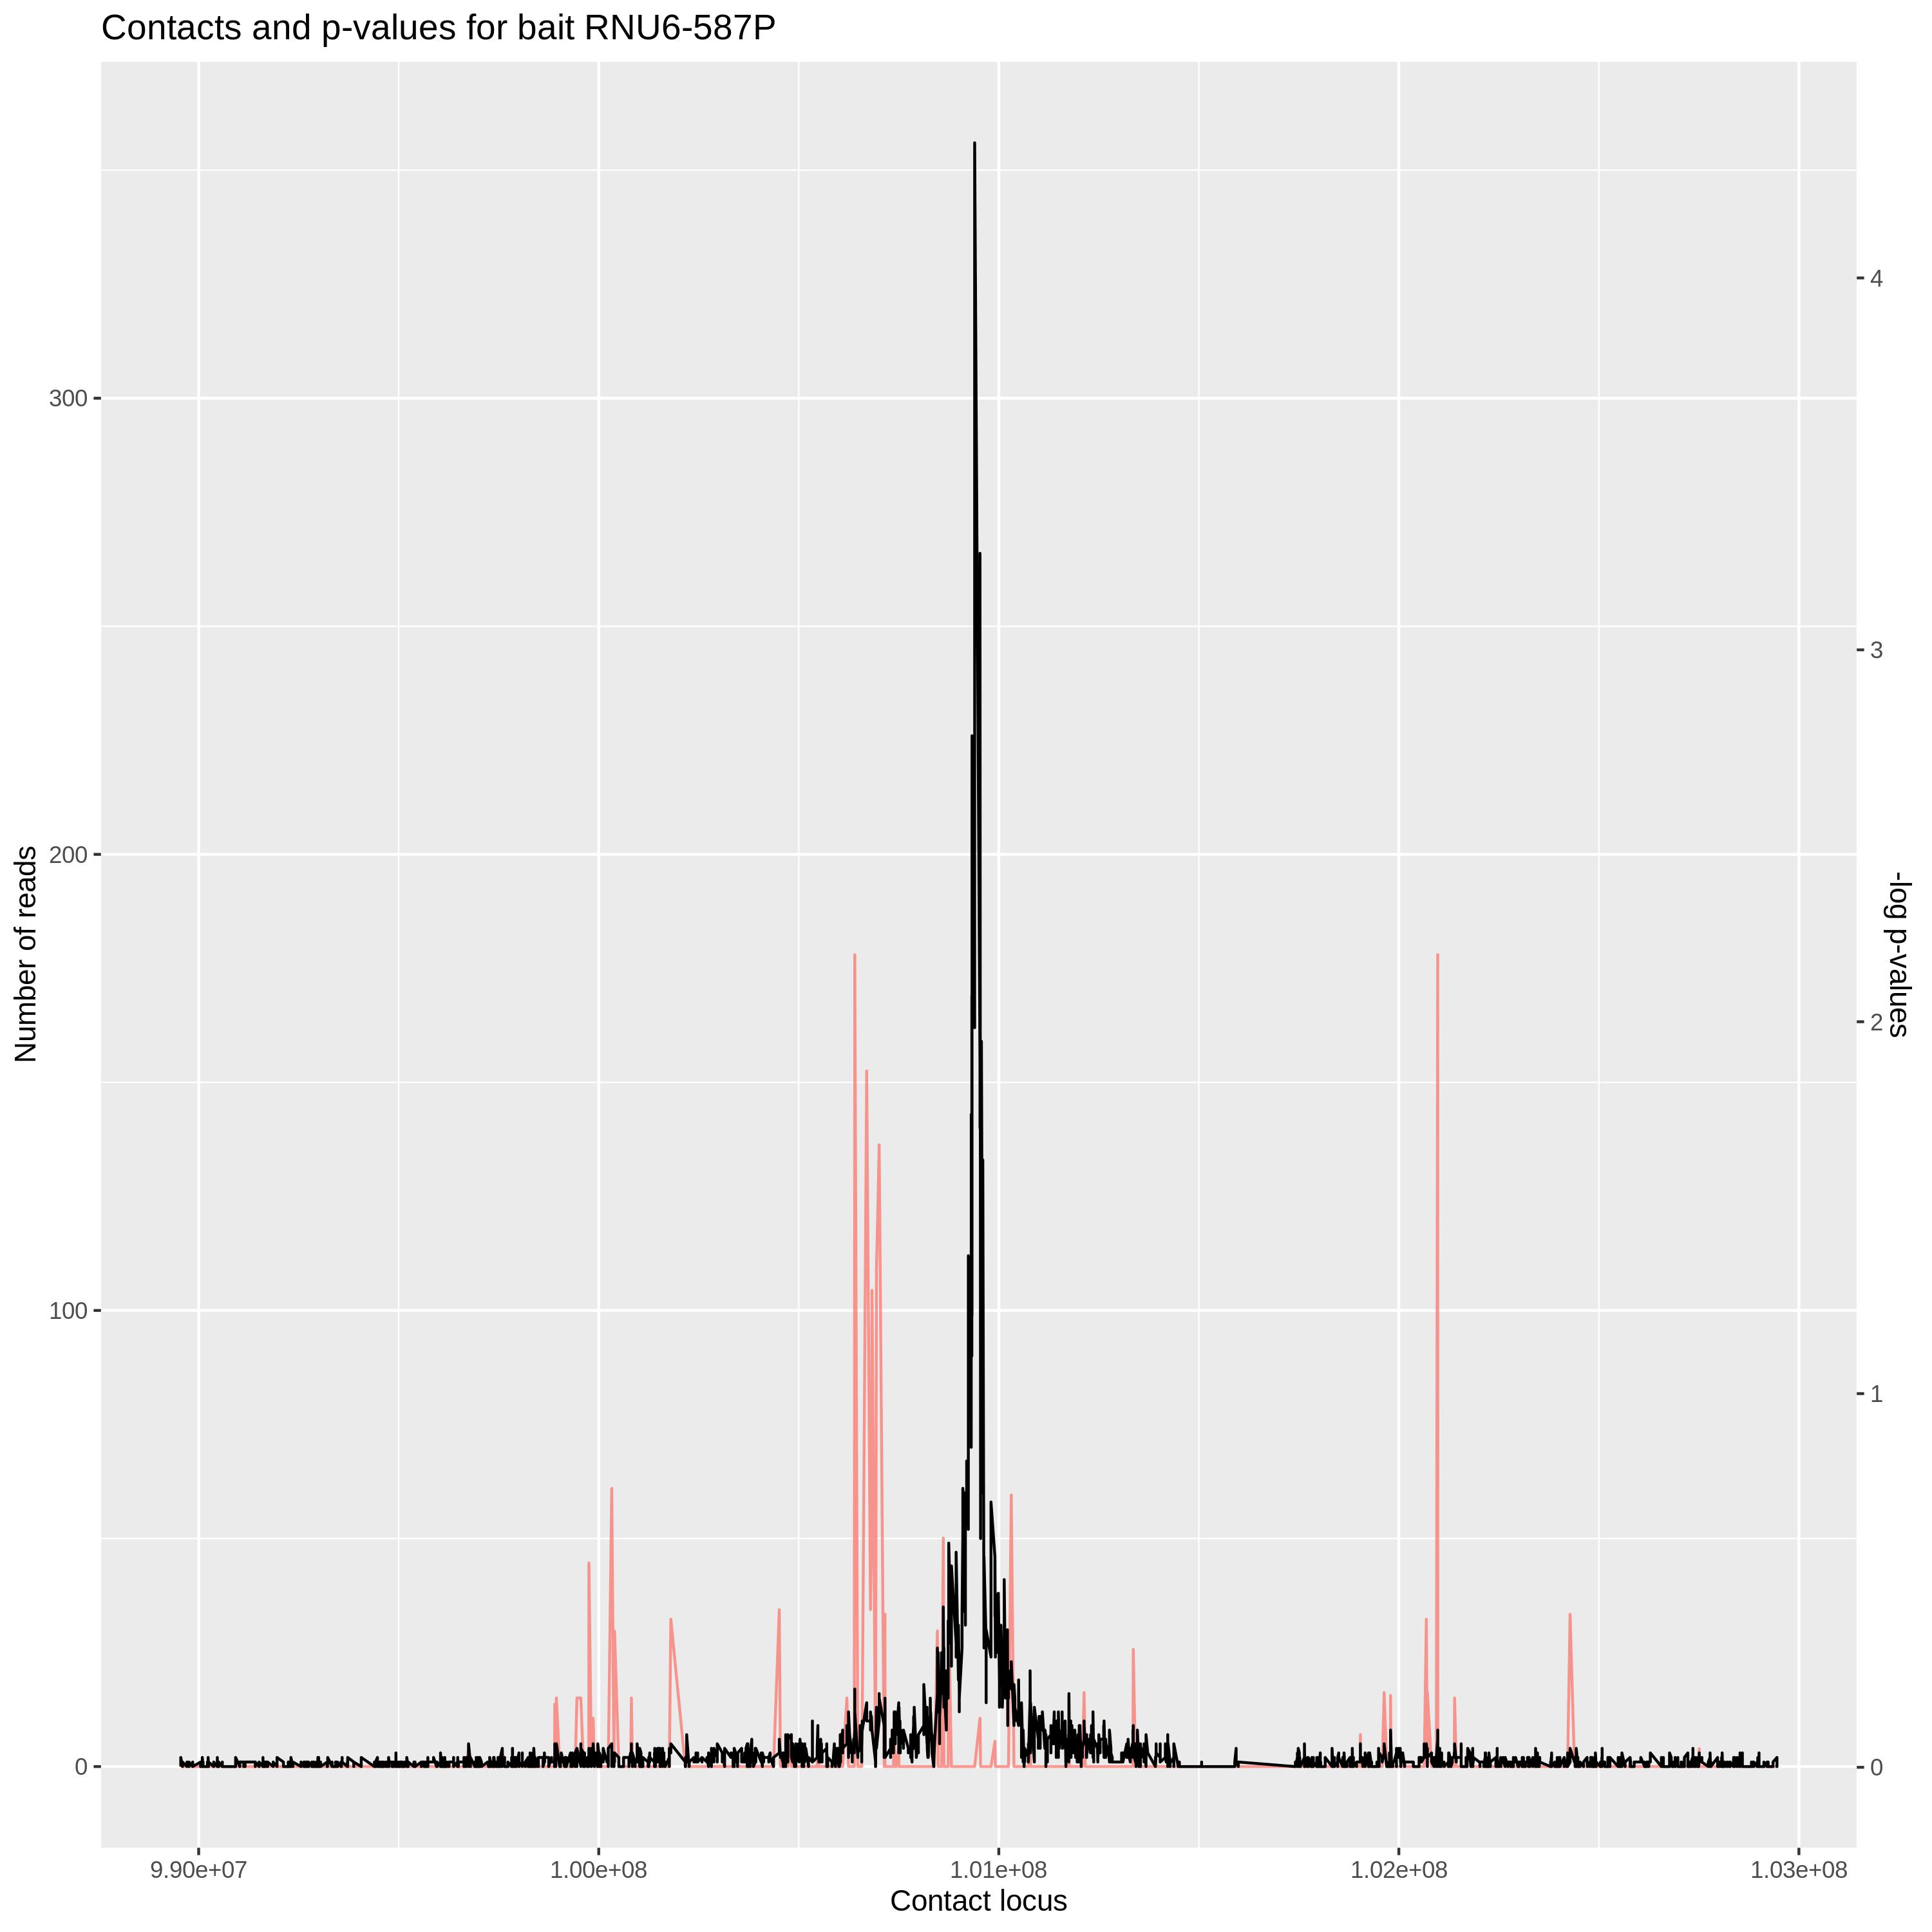 Contacts and p-values for bait RNU6-587P
300
200
100
0
4
3
2
1
0
Number of reads
-log p-values
9.90e+07
1.00e+08
1.01e+08
1.02e+08
1.03e+08
Contact locus